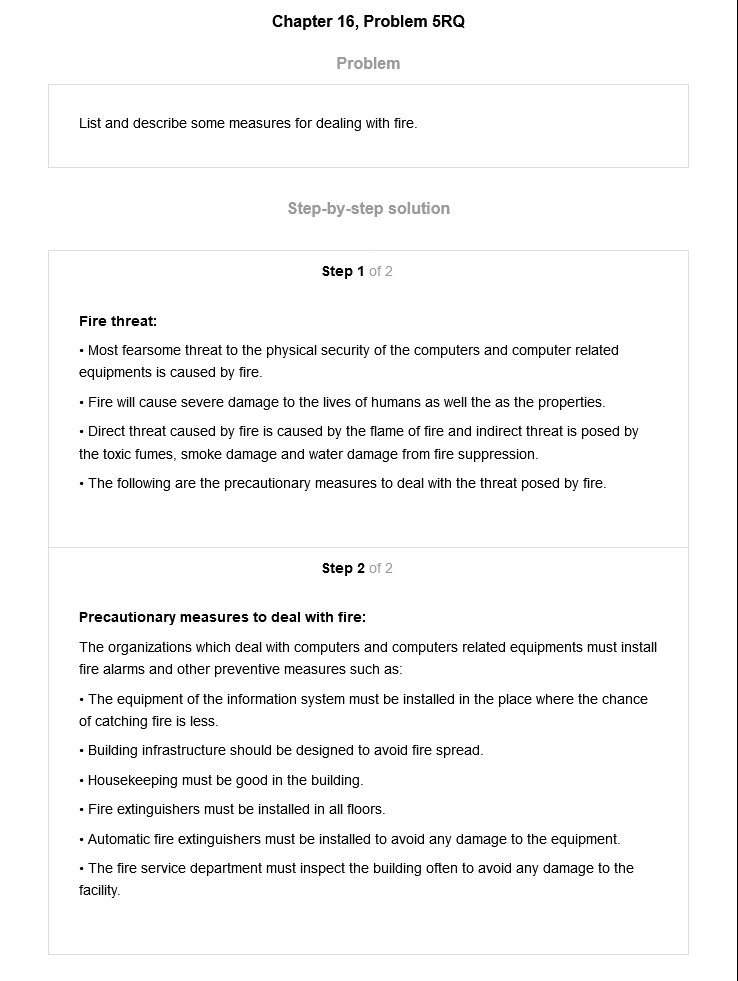 Chapter 16, Problem 5RQ
Problem
List and describe some measures for dealing with fire.
Step-by-step solution
Step 1 of 2
Fire threat:
• Most fearsome threat to the physical security of the computers and computer related
equipments is caused by fire.
• Fire will cause severe damage to the lives of humans as well the as the properties.
• Direct threat caused by fire is caused by the flame of fire and indirect threat is posed by
the toxic fumes, smoke damage and water damage from fire suppression.
• The following are the precautionary measures to deal with the threat posed by fire.
Step 2 of 2
Precautionary measures to deal with fire:
The organizations which deal with computers and computers related equipments must install
fire alarms and other preventive measures such as:
• The equipment of the information system must be installed in the place where the chance
of catching fire is less.
• Building infrastructure should be designed to avoid fire spread.
• Housekeeping must be good in the building.
• Fire extinguishers must be installed in all floors.
• Automatic fire extinguishers must be installed to avoid any damage to the equipment.
• The fire service department must inspect the building often to avoid any damage to the
facility.